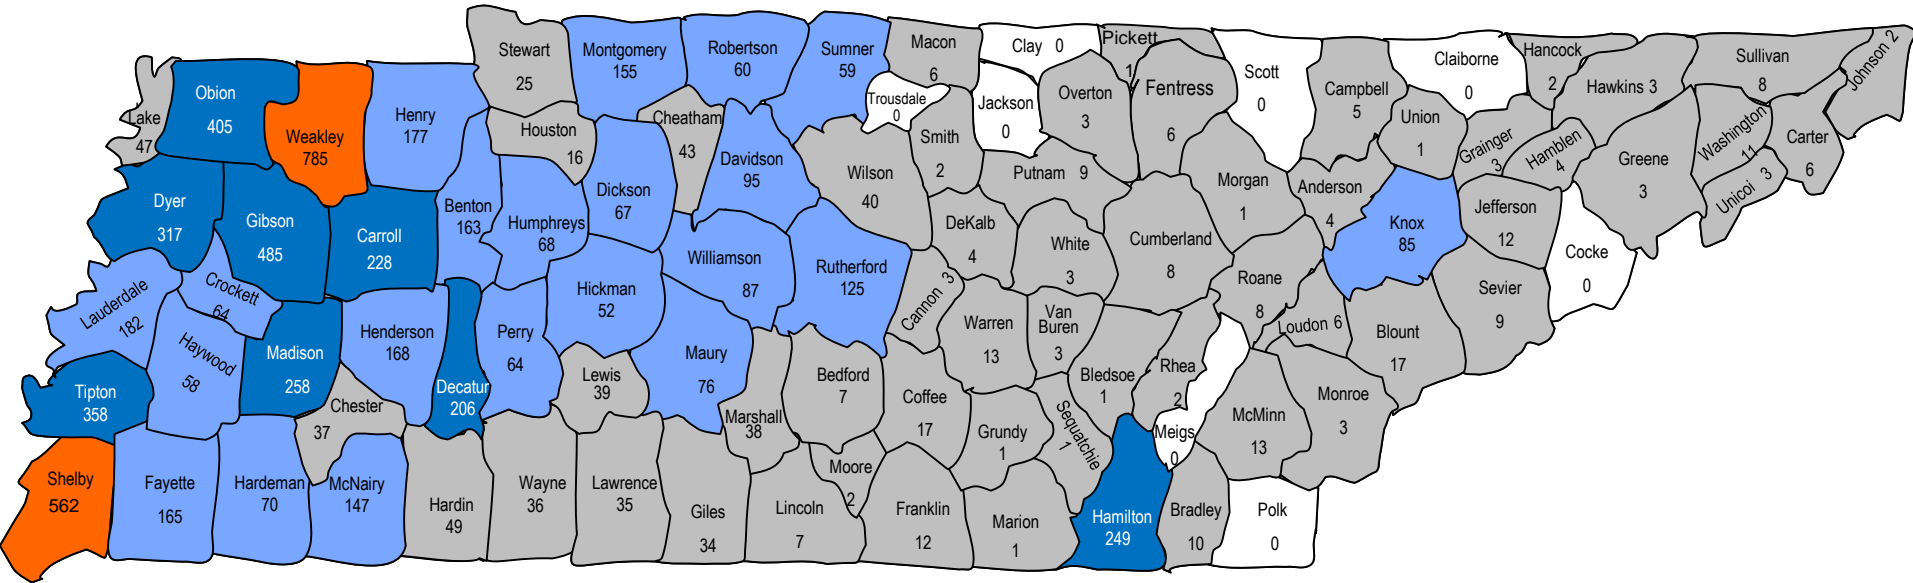 Lake
47
Obion
405
Weakley
785
Henry
177
Stewart
25
Montgomery
155
Robertson
60
Sumner
59
Macon
6
Clay 0
Pickett
1
Scott
0
Claiborne
0
Hancock
2
Hawkins 3
Sullivan
8
Johnson 2
Houston
16
Cheatham
43
Trousdale
0
Jackson
0
Overton
3
Fentress
6
Campbell
5
Union
1
Grainger
3
Hamblen
4
Greene
3
Washington
11
Carter
6
Unicoi 3
Dyer
317
Gibson
485
Carroll
228
Benton
163
Humphreys
68
Dickson
67
Davidson
95
Wilson
40
Smith
2
Putnam 9
Morgan
1
Anderson
4
Knox
85
Jefferson
12
Cocke
0
Lauderdale
182
Crockett
64
Haywood
58
Madison
258
Henderson
168
Decatur
206
Perry
64
Hickman
52
Williamson
87
Rutherford
125
Cannon 3
DeKalb
4
White
3
Cumberland
8
Roane
8
Loudon 6
Blount
17
Sevier
9
Tipton
358
Chester
37
Lewis
39
Maury
76
Marshall
38
Bedford
7
Coffee
17
Warren
13
Van
Buren
3
Bledsoe
1
Rhea
2
Meigs
0
McMinn
13
Monroe
3
Shelby
562
Fayette
165
Hardeman
70
McNairy
147
Hardin
49
Wayne
36
Lawrence
35
Giles
34
Lincoln
7
Moore
2
Franklin
12
Grundy
1
Sequatchie
1
Marion
1
Hamilton
249
Bradley
10
Polk
0